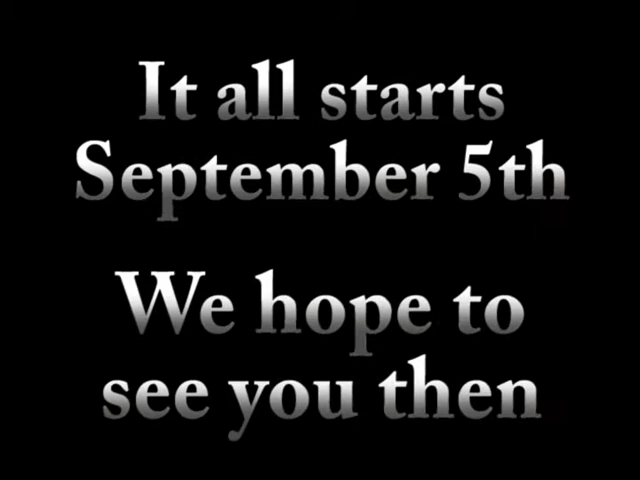 It all starts
September 5th
We hope to
see you then